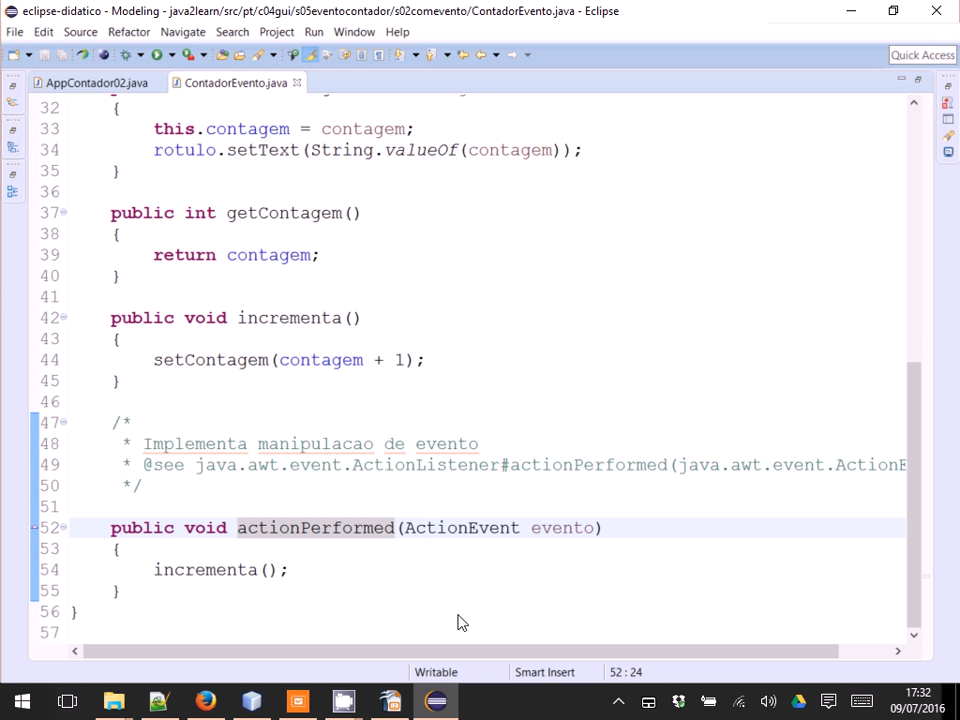 eclipse-didatico - Modeling - java2learn/src/pt/c04gui/s05eventocontador/s02comevento/ContadorEvento.java - Eclipse
File Edit Source Refactor Navigate Search Project Run Window Help
Quick Access
AppContador02.java ContadorEvento.java
32 {
33 this.contagem = contagem;
34 rotulo.setText(String.valueOf(contagem));
35 }
36
37 public int getContagem()
38 {
39 return contagem;
40 }
41
42 public void incrementa()
43 {
44 setContagem(contagem + 1);
45 }
46
47 /*
48 * Implementa manipulacao de evento
49 * @see java.awt.event.ActionListener#actionPerformed(java.awt.event.ActionE
50 */
51
52 public void actionPerformed(ActionEvent evento)
53 {
54 incrementa();
55 }
56 }
57
Writable Smart Insert 52 : 24
17:32
09/07/2016